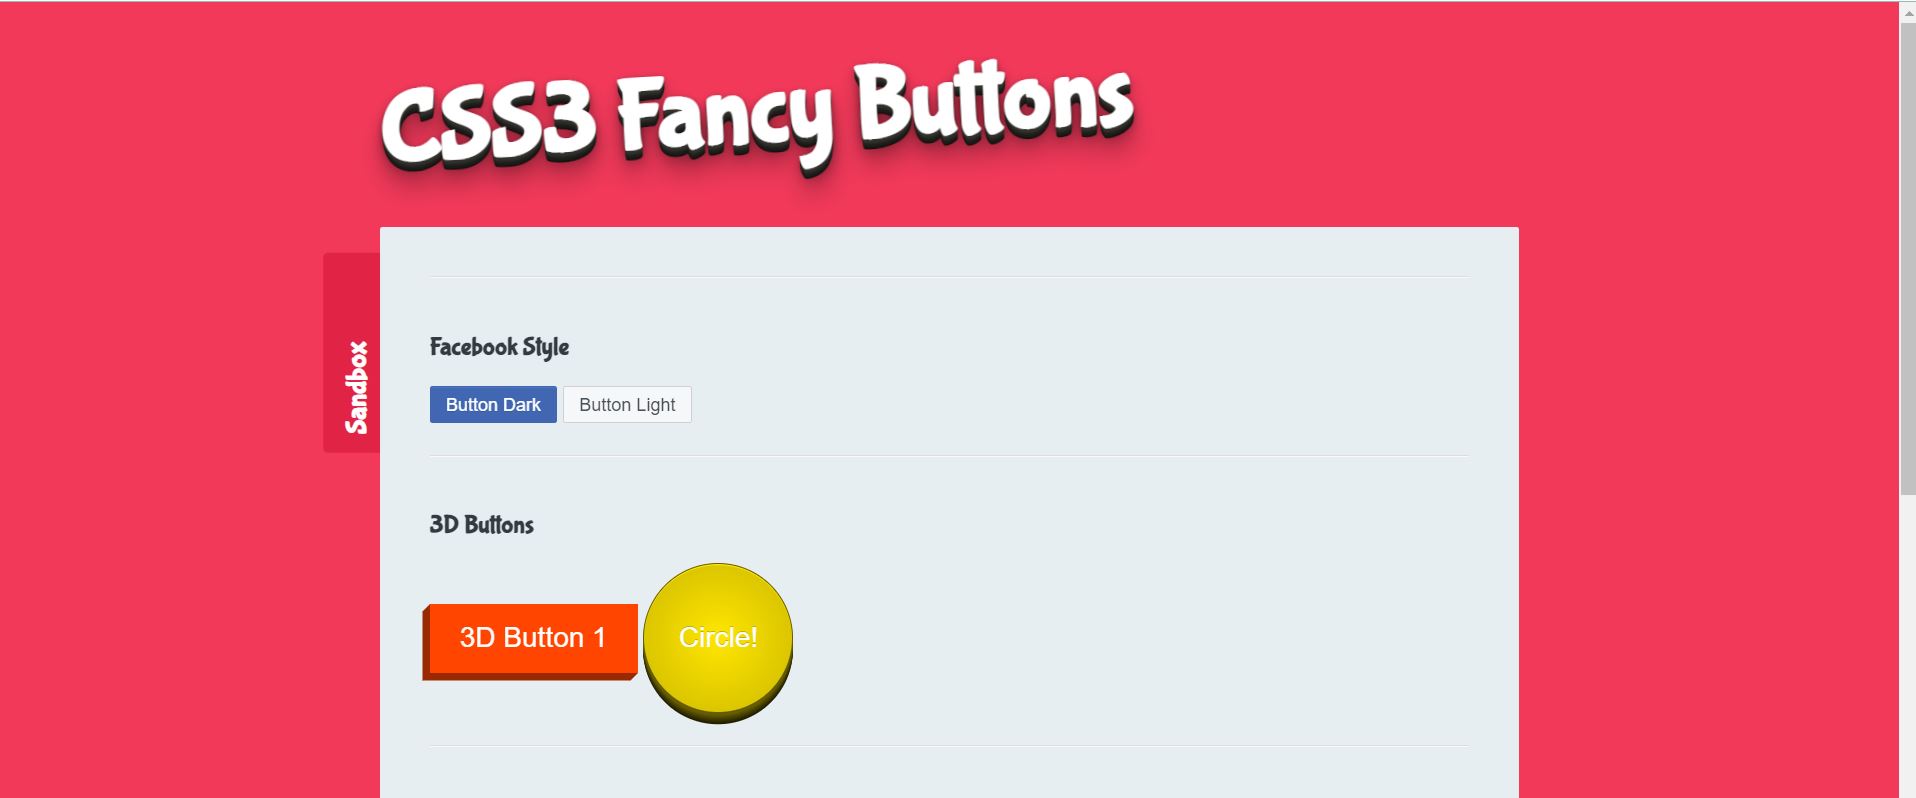 CSS3 Fancy Buttons
Sandbox
Facebook Style
Button Dark Button Light
3D Buttons
3D Button 1 Circle!